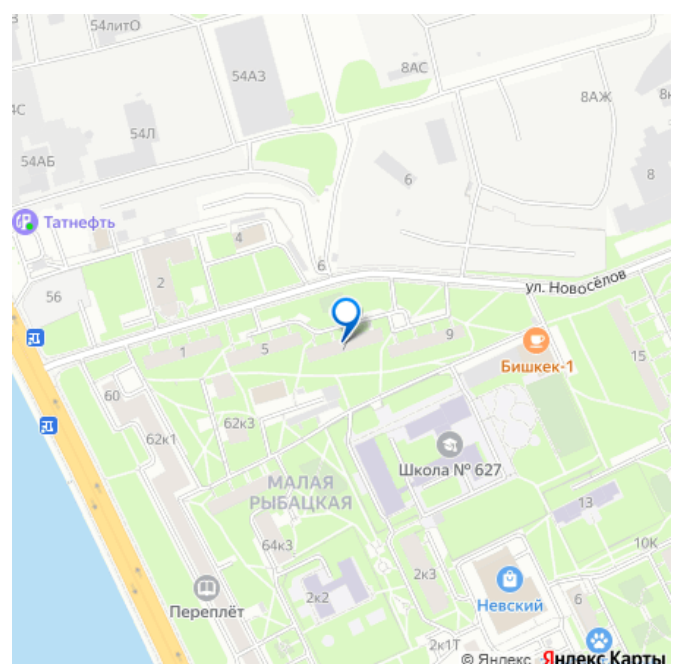 54литО
54А3
8АС
8АЖ
54Л
54АБ
6
8
Татнефть
4
6
2
56
ул. Новосёлов
1
5
9
Бишкек-1
15
60
62к3
62к1
Школа № 627
МАЛАЯ
РЫБАЦКАЯ
13
64к3
10К
2к3
2к2
Переплёт
Невский
6
2к1Т
© Яндекс
Яндекс Карты